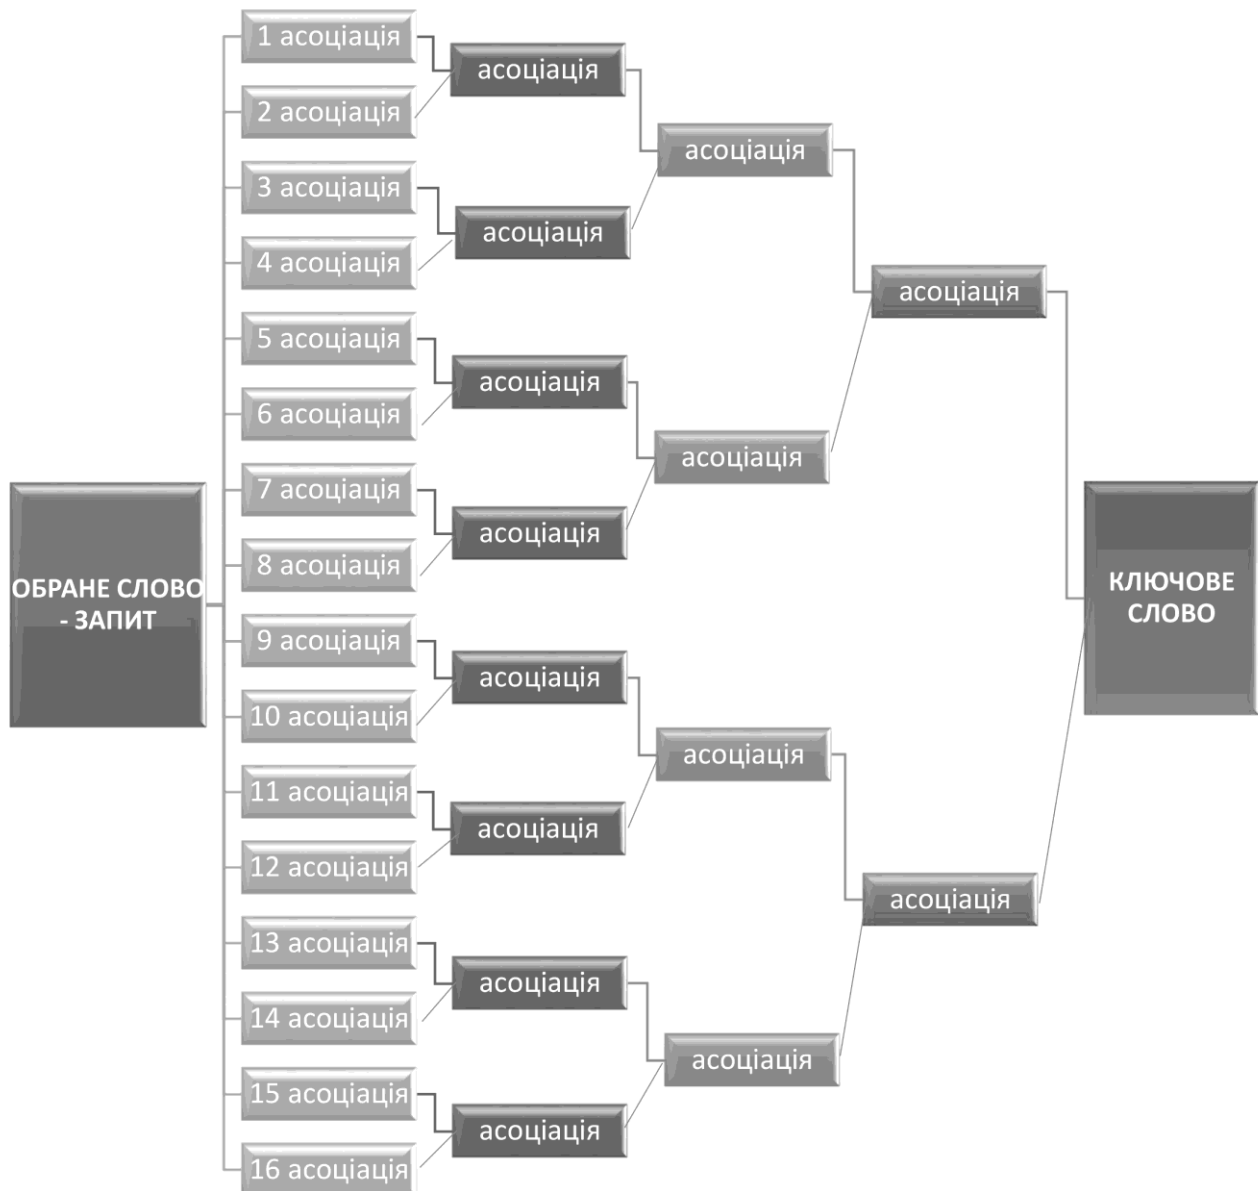 1 асоціація
2 асоціація
3 асоціація
4 асоціація
5 асоціація
6 асоціація
7 асоціація
8 асоціація
9 асоціація
10 асоціація
11 асоціація
12 асоціація
13 асоціація
14 асоціація
15 асоціація
16 асоціація
ОБРАНЕ СЛОВО
- ЗАПИТ
асоціація
асоціація
асоціація
асоціація
асоціація
асоціація
асоціація
асоціація
асоціація
асоціація
асоціація
асоціація
асоціація
асоціація
КЛЮЧОВЕ
СЛОВО